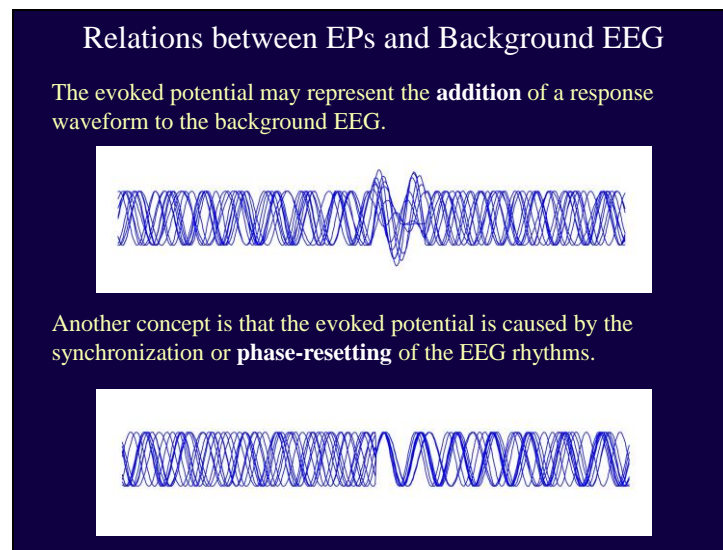 Relations between EPs and Background EEG
The evoked potential may represent the addition of a response
waveform to the background EEG.
Another concept is that the evoked potential is caused by the
synchronization or phase-resetting of the EEG rhythms.